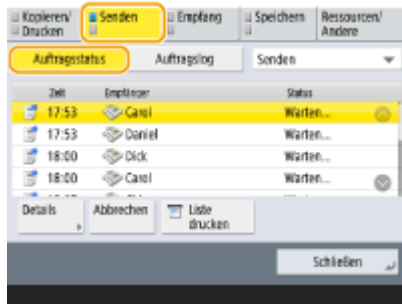 Kopieren/ Senden Empfang Speichern Ressourcen/
Drucken Andere
Auftragsstatus Auftragslog Senden
Zeit Empfänger Status
17:53 Carol Warten...
17:53 Daniel Warten...
18:00 Dick Warten...
18:00 Carol Warten...
Details Abbrechen Liste
drucken
Schließen